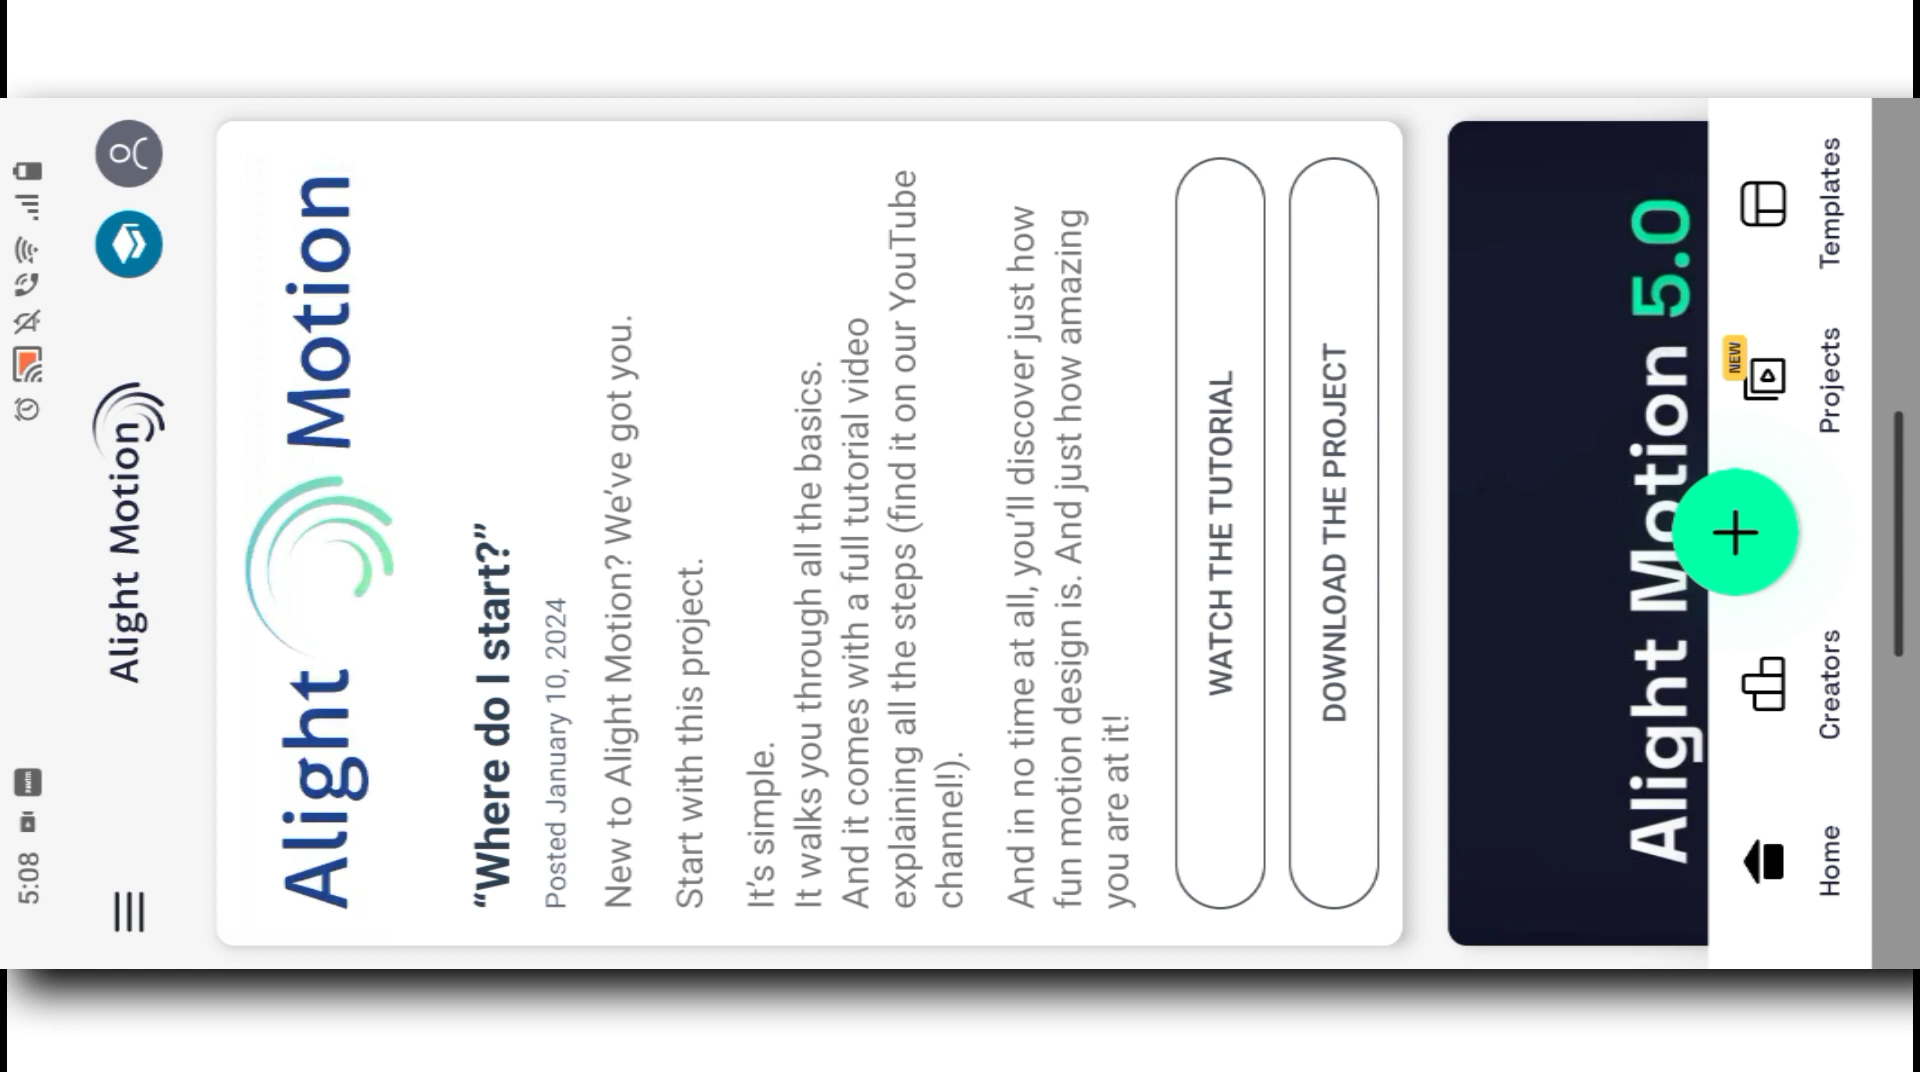 5:08
paytm
Alight Motion
Alight Motion
“Where do I start?”
Posted January 10, 2024
New to Alight Motion? We’ve got you.
Start with this project.
It’s simple.
It walks you through all the basics.
And it comes with a full tutorial video
explaining all the steps (find it on our YouTube
channel!).
And in no time at all, you’ll discover just how
fun motion design is. And just how amazing
you are at it!
WATCH THE TUTORIAL
DOWNLOAD THE PROJECT
Alight Motion 5.0
NEW
Home
Creators
Projects
Templates